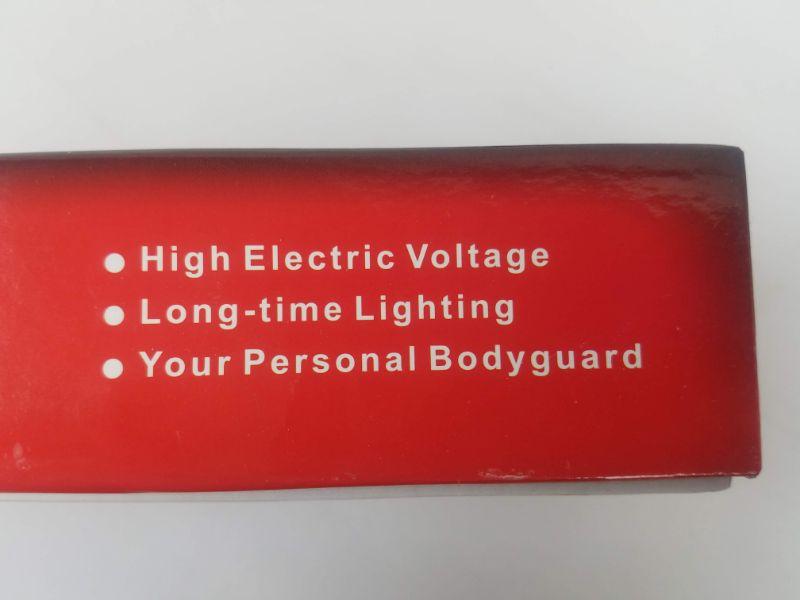 ● High Electric Voltage
● Long-time Lighting
● Your Personal Bodyguard